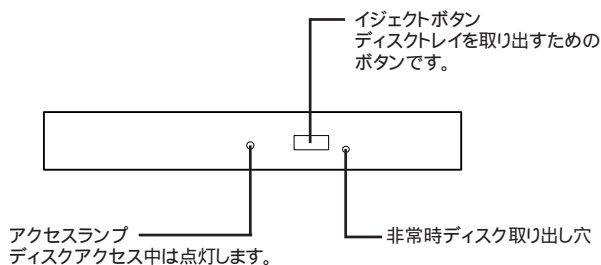 イジェクトボタン
ディスクトレイを取り出すための
ボタンです。
アクセスランプ
ディスクアクセス中は点灯します。
非常時ディスク取り出し穴